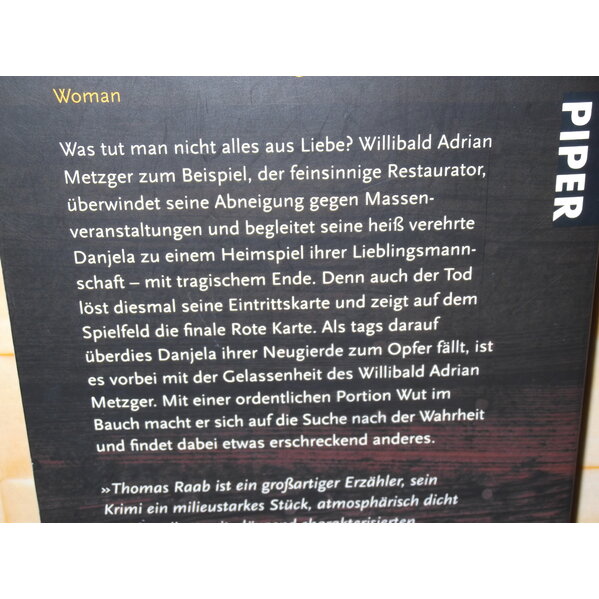 Woman
PIPER
Was tut man nicht alles aus Liebe? Willibald Adrian
Metzger zum Beispiel, der feinsinnige Restaurator,
überwindet seine Abneigung gegen Massen-
veranstaltungen und begleitet seine heiß verehrte
Danjela zu einem Heimspiel ihrer Lieblingsmann-
schaft – mit tragischem Ende. Denn auch der Tod
löst diesmal seine Eintrittskarte und zeigt auf dem
Spielfeld die finale Rote Karte. Als tags darauf
überdies Danjela ihrer Neugierde zum Opfer fällt, ist
es vorbei mit der Gelassenheit des Willibald Adrian
Metzger. Mit einer ordentlichen Portion Wut im
Bauch macht er sich auf die Suche nach der Wahrheit
und findet dabei etwas erschreckend anderes.
»Thomas Raab ist ein großartiger Erzähler, sein
Krimi ein milieustarkes Stück, atmosphärisch dicht
charakterisierten